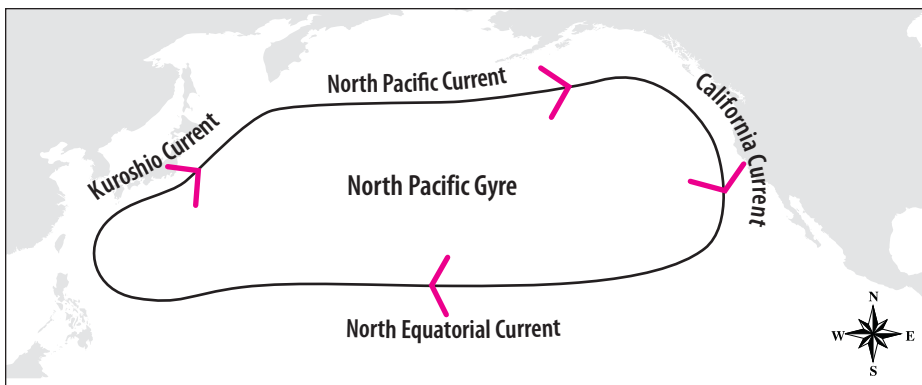 North Pacific Current
California Current
Kuroshio Current
North Pacific Gyre
North Equatorial Current
N
W E
S